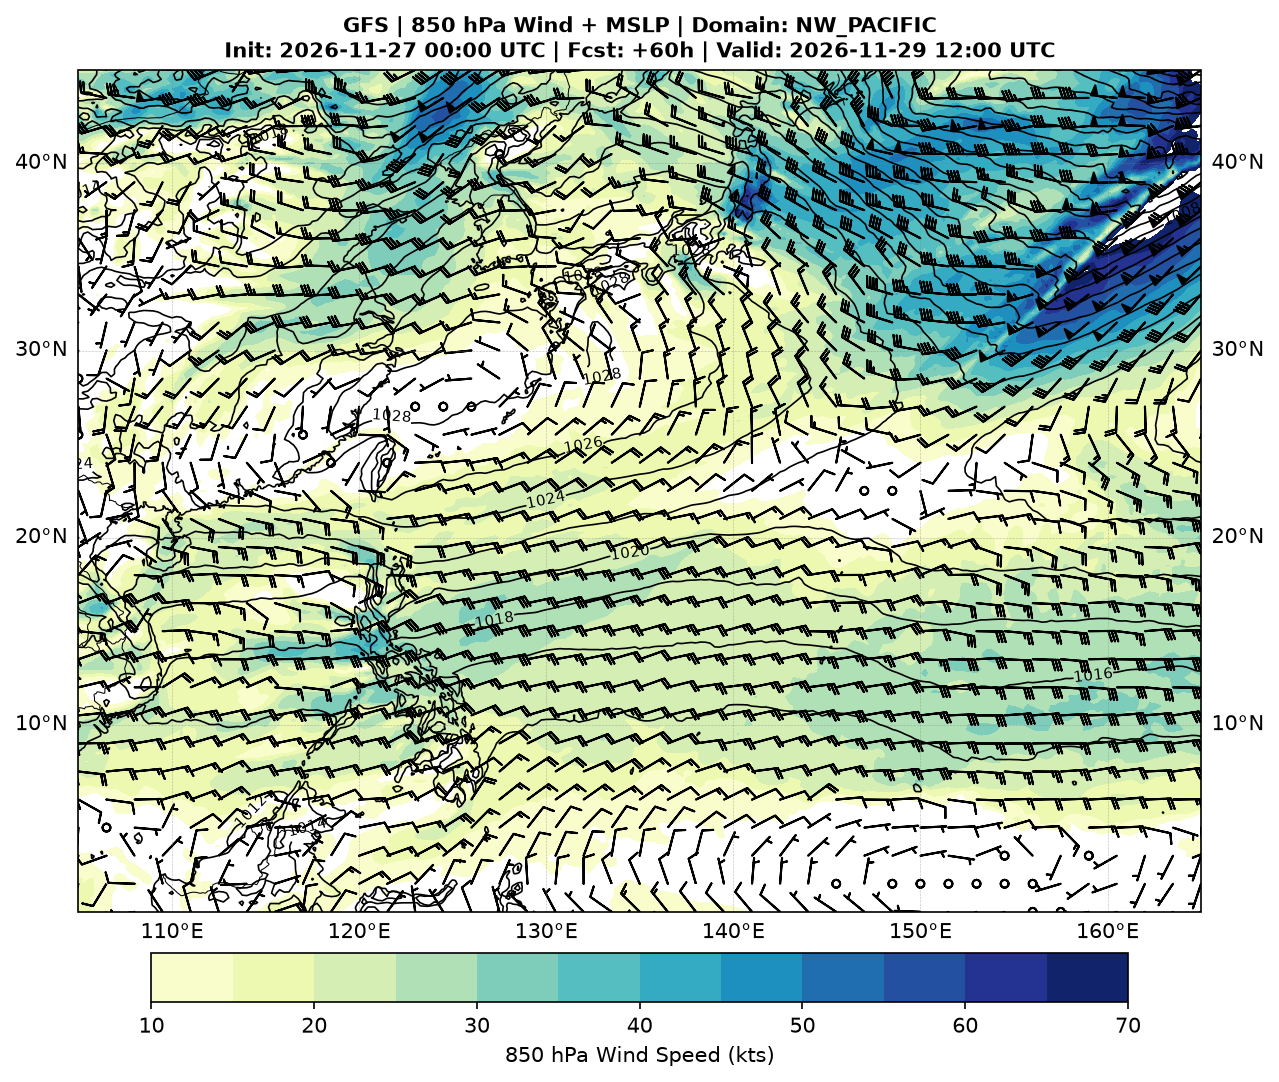 GFS | 850 hPa Wind + MSLP | Domain: NW_PACIFIC
Init: 2026-11-27 00:00 UTC | Fcst: +60h | Valid: 2026-11-29 12:00 UTC
40°N 40°N
30°N 30°N
1028
1028
1026
1024
20°N 20°N
1020
1018
1016
10°N 10°N
1012
1014
110°E 120°E 130°E 140°E 150°E 160°E
10 20 30 40 50 60 70
850 hPa Wind Speed (kts)